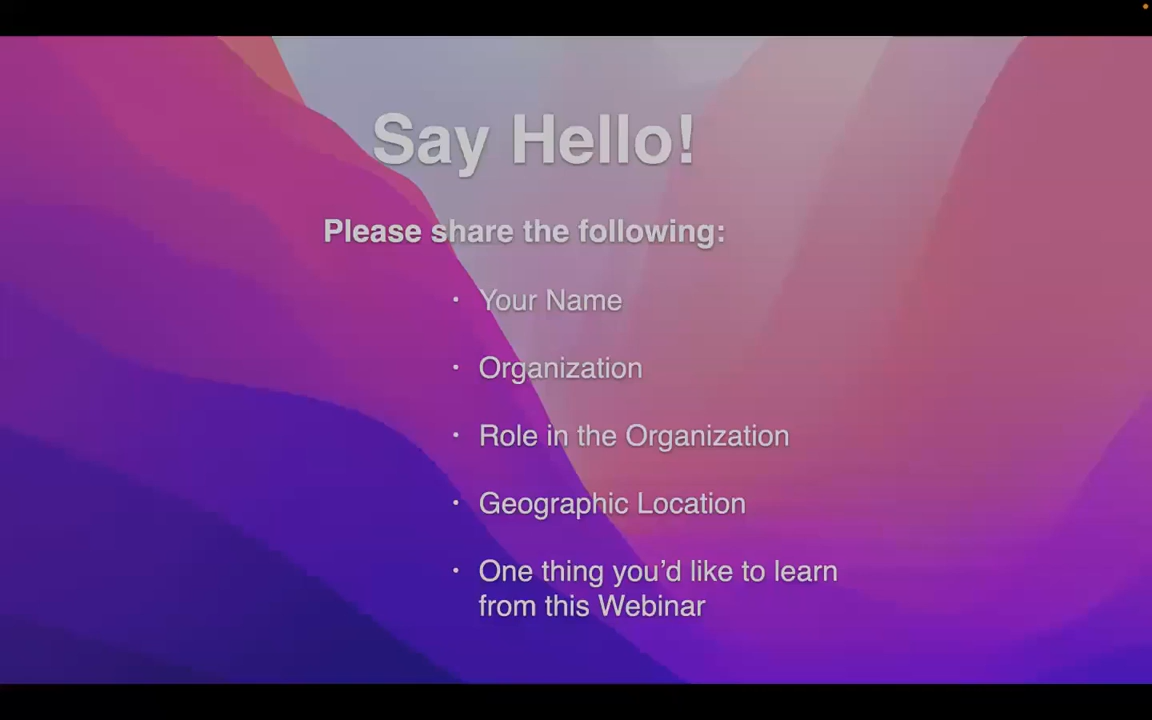 Say Hello!
Please share the following:
• Your Name
• Organization
• Role in the Organization
• Geographic Location
• One thing you’d like to learn
from this Webinar